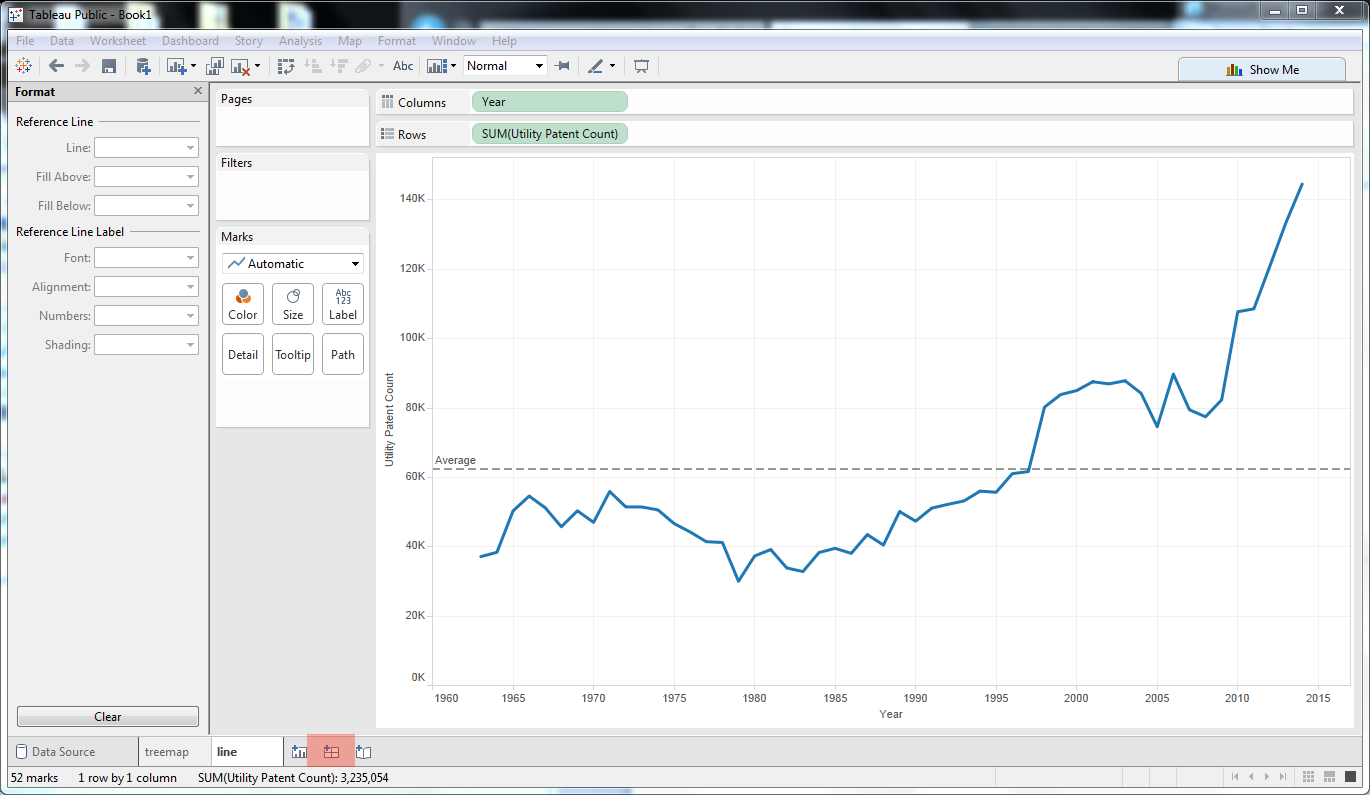 Tableau Public - Book1
File Data Worksheet Dashboard Story Analysis Map Format Window Help
Abc Normal Show Me
Format
Reference Line
Line:
Fill Above:
Fill Below:
Reference Line Label
Font:
Alignment:
Numbers:
Shading:
Clear
Pages
Filters
Marks
Automatic
Color Size Abc 123 Label
Detail Tooltip Path
Columns Year
Rows SUM(Utility Patent Count)
140K
120K
100K
80K
60K
40K
20K
0K
Utility Patent Count
Average
1960 1965 1970 1975 1980 1985 1990 1995 2000 2005 2010 2015
Year
Data Source treemap line
52 marks 1 row by 1 column SUM(Utility Patent Count): 3,235,054